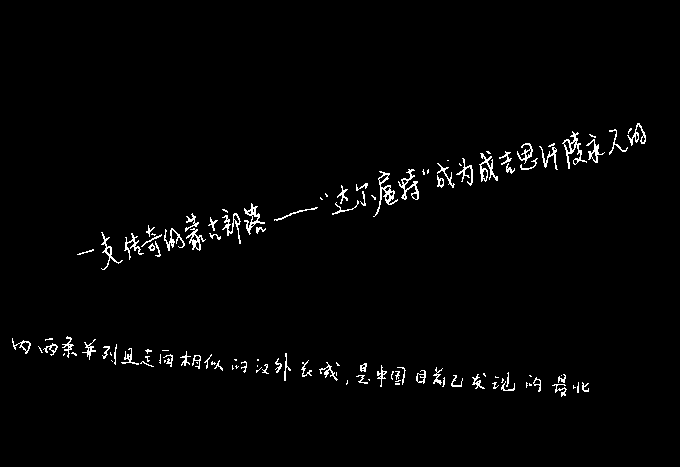 一支传奇的蒙古部落——“达尔扈特”成为成吉思汗陵永久的
内两条并列且走向相似的汉外长城,是中国目前已发现的最北